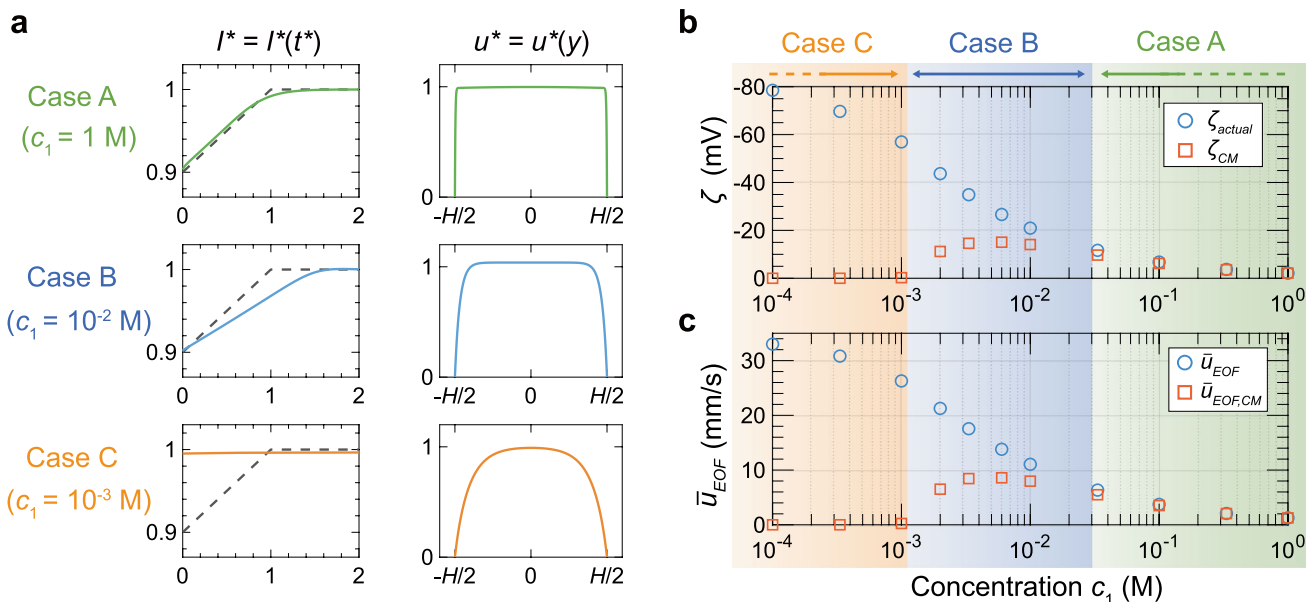 a
I* = I*(t*)
u* = u*(y)
Case A
(c₁ = 1 M)
1
0.9
0
1
2
1
0
-H/2
0
H/2
Case B
(c₁ = 10⁻² M)
1
0.9
0
1
2
1
0
-H/2
0
H/2
Case C
(c₁ = 10⁻³ M)
1
0.9
0
1
2
1
0
-H/2
0
H/2
b
Case C
Case B
Case A
-80
-60
-40
-20
0
ζ (mV)
ζactual
ζCM
10⁻⁴
10⁻³
10⁻²
10⁻¹
10⁰
c
30
20
10
0
ūEOF (mm/s)
ūEOF
ūEOF,CM
10⁻⁴
10⁻³
10⁻²
10⁻¹
10⁰
Concentration c₁ (M)